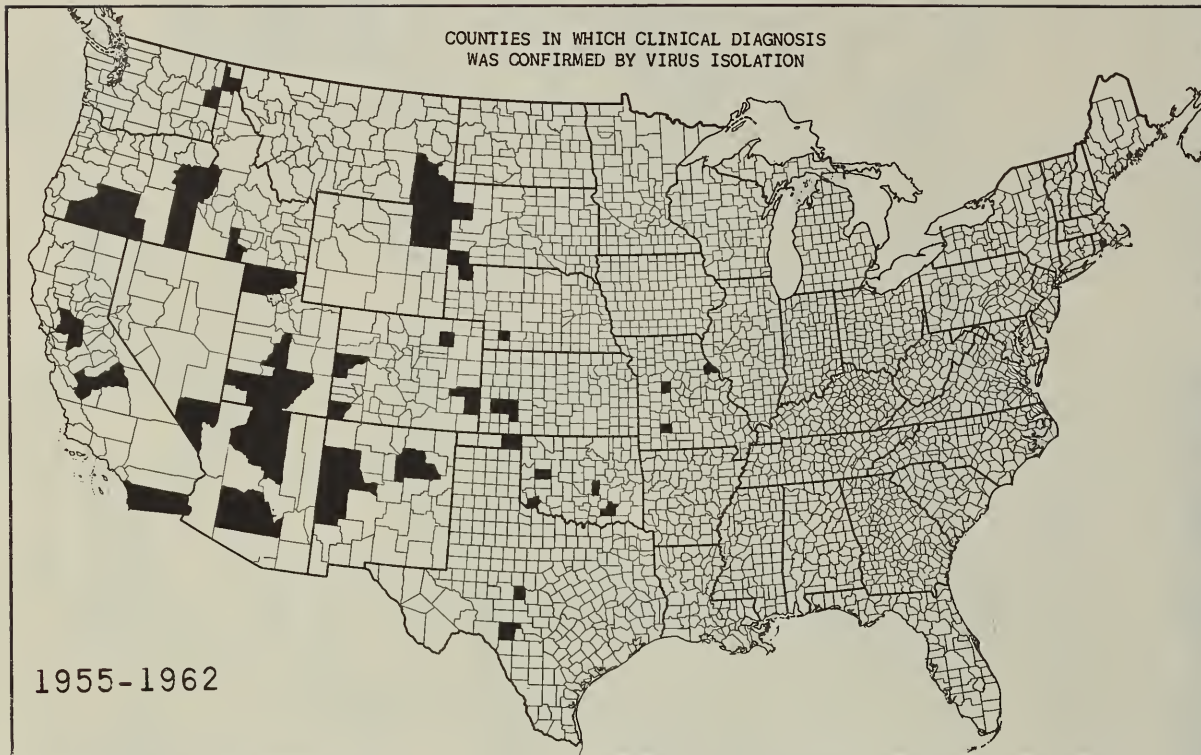 COUNTIES IN WHICH CLINICAL DIAGNOSIS
WAS CONFIRMED BY VIRUS ISOLATION
1955-1962